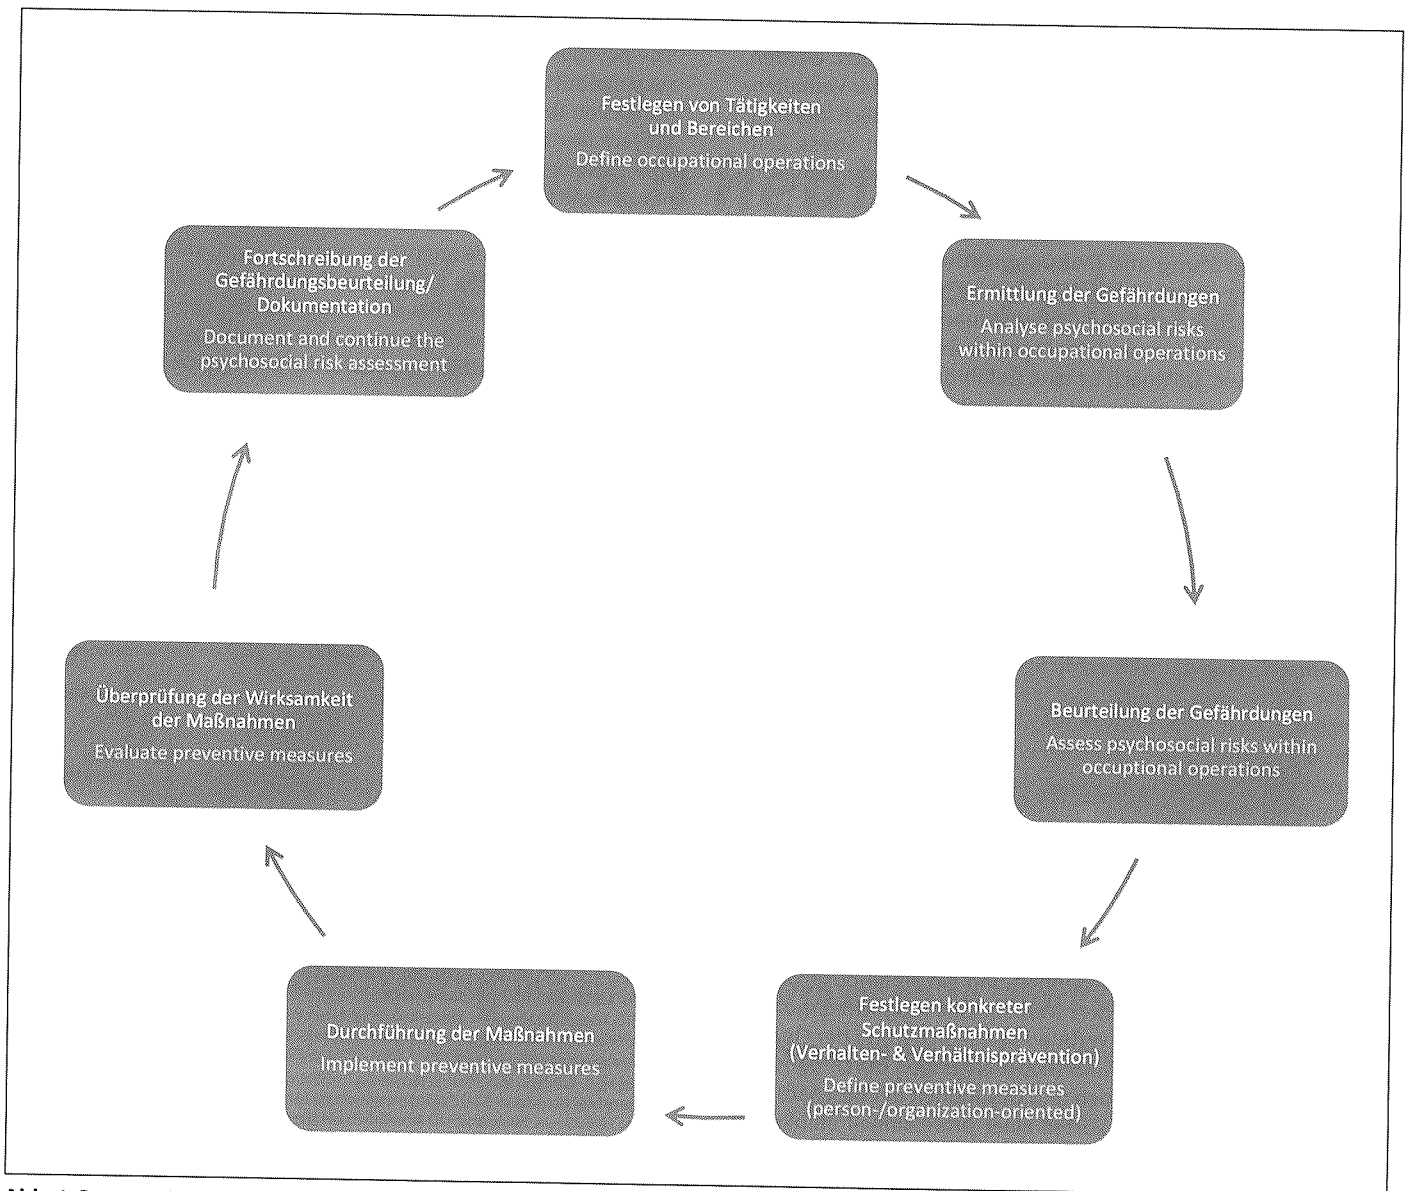 Festlegen von Tätigkeiten
und Bereichen
Define occupational operations
Ermittlung der Gefährdungen
Analyse psychosocial risks
within occupational operations
Beurteilung der Gefährdungen
Assess psychosocial risks within
occuptional operations
Festlegen konkreter
Schutzmaßnahmen
(Verhalten- & Verhältnisprävention)
Define preventive measures
(person-/organization-oriented)
Durchführung der Maßnahmen
Implement preventive measures
Überprüfung der Wirksamkeit
der Maßnahmen
Evaluate preventive measures
Fortschreibung der
Gefährdungsbeurteilung/
Dokumentation
Document and continue the
psychosocial risk assessment